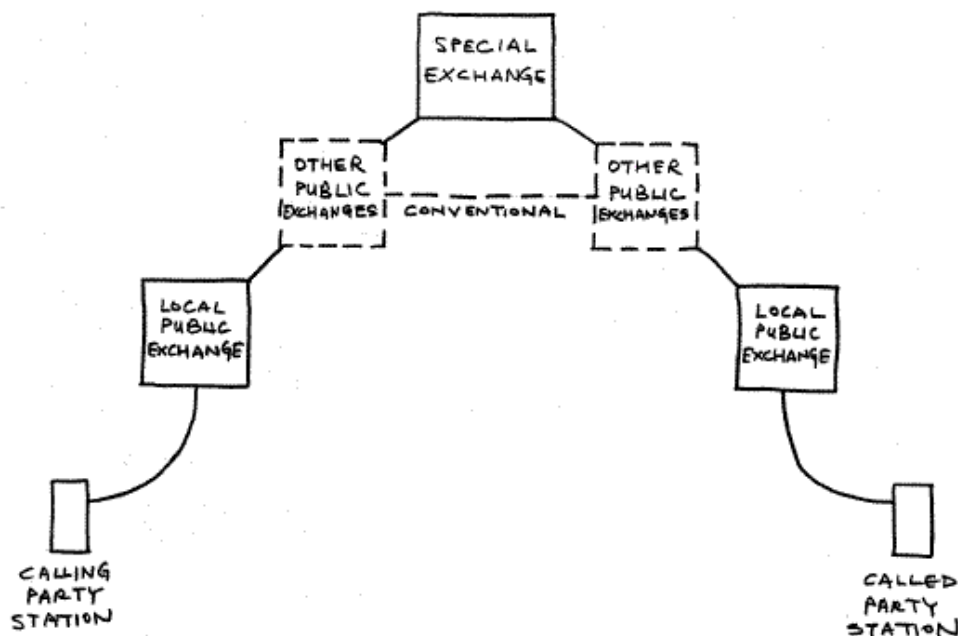 SPECIAL
EXCHANGE
OTHER
PUBLIC
EXCHANGES
CONVENTIONAL
OTHER
PUBLIC
EXCHANGES
LOCAL
PUBLIC
EXCHANGE
LOCAL
PUBLIC
EXCHANGE
CALLING
PARTY
STATION
CALLED
PARTY
STATION